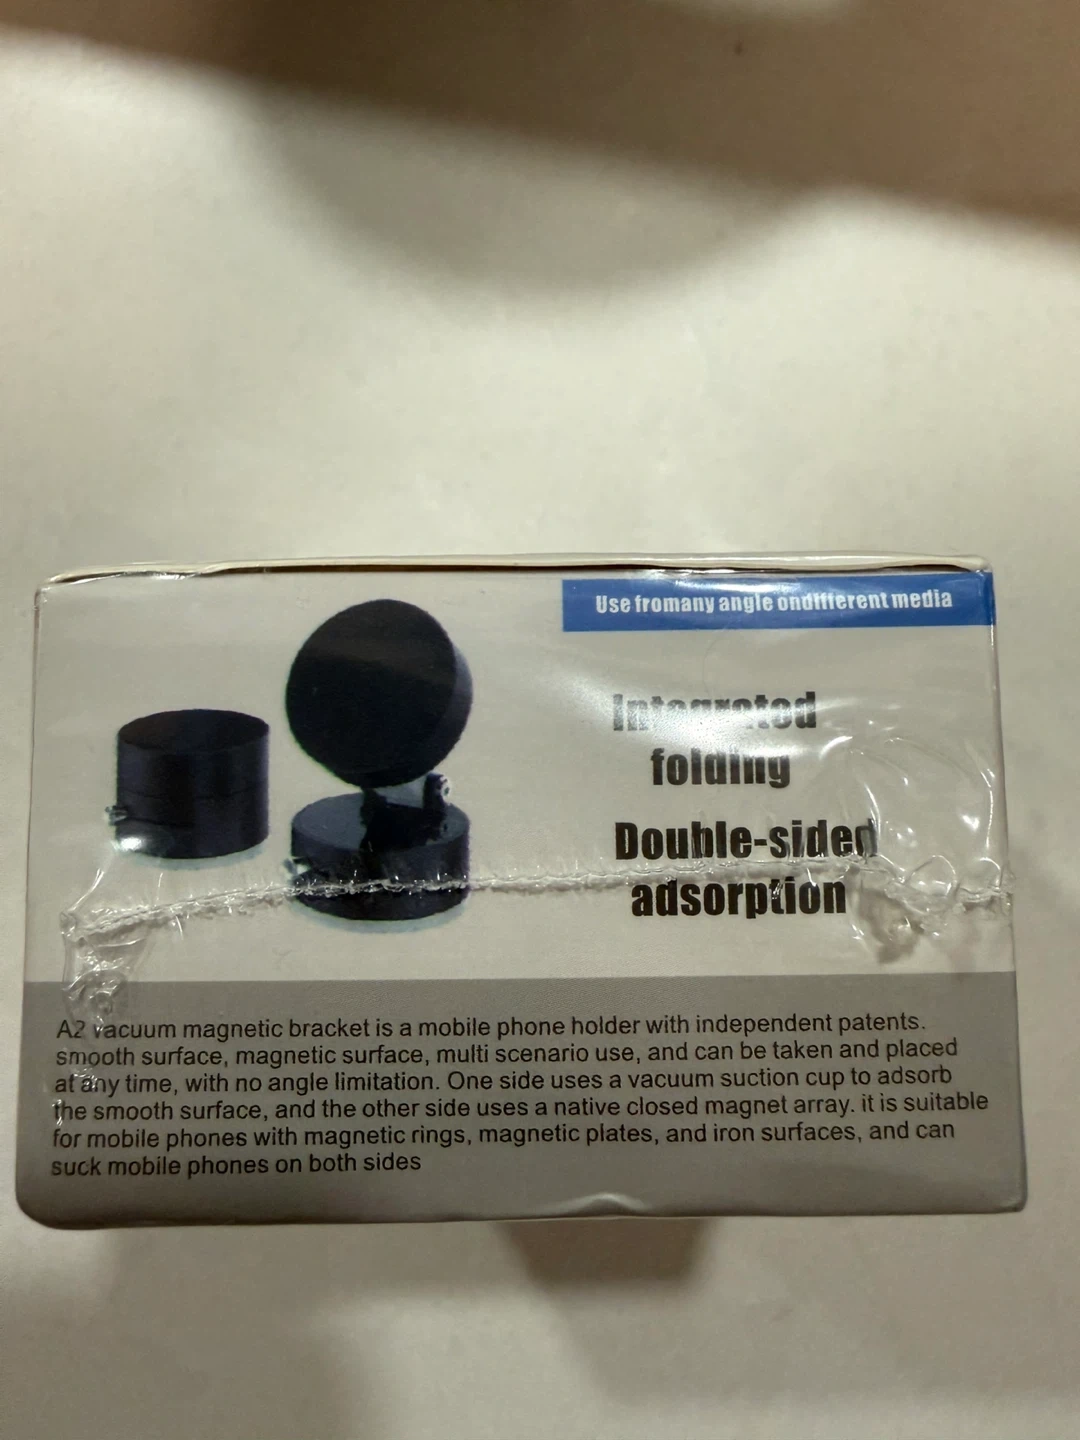 Use fromany angle ondifferent media
Integrated
folding
Double-sided
adsorption
A2 vacuum magnetic bracket is a mobile phone holder with independent patents.
smooth surface, magnetic surface, multi scenario use, and can be taken and placed
at any time, with no angle limitation. One side uses a vacuum suction cup to adsorb
the smooth surface, and the other side uses a native closed magnet array. it is suitable
for mobile phones with magnetic rings, magnetic plates, and iron surfaces, and can
suck mobile phones on both sides